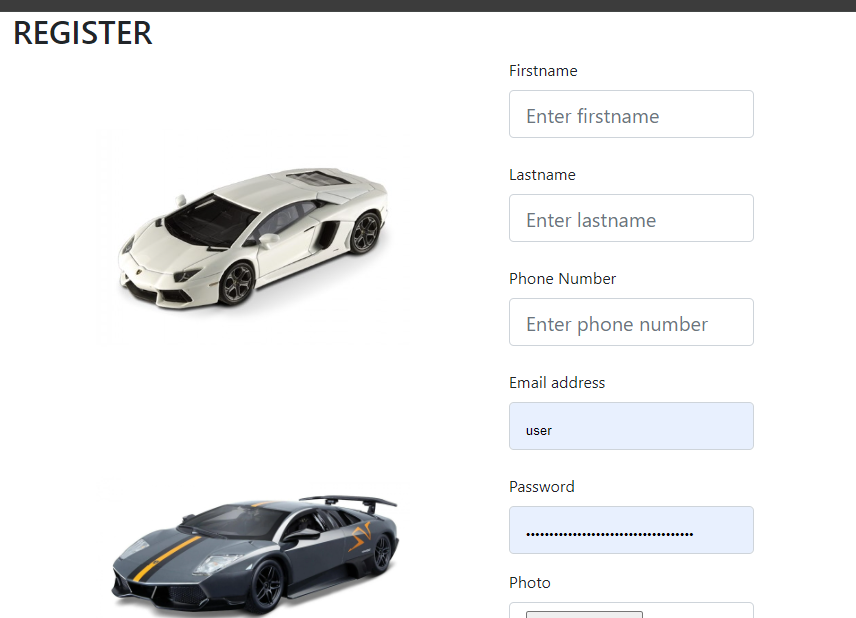 REGISTER
Firstname
Enter firstname
Lastname
Enter lastname
Phone Number
Enter phone number
Email address
user
Password
••••••••••••••••••••••••••••••••••••
Photo